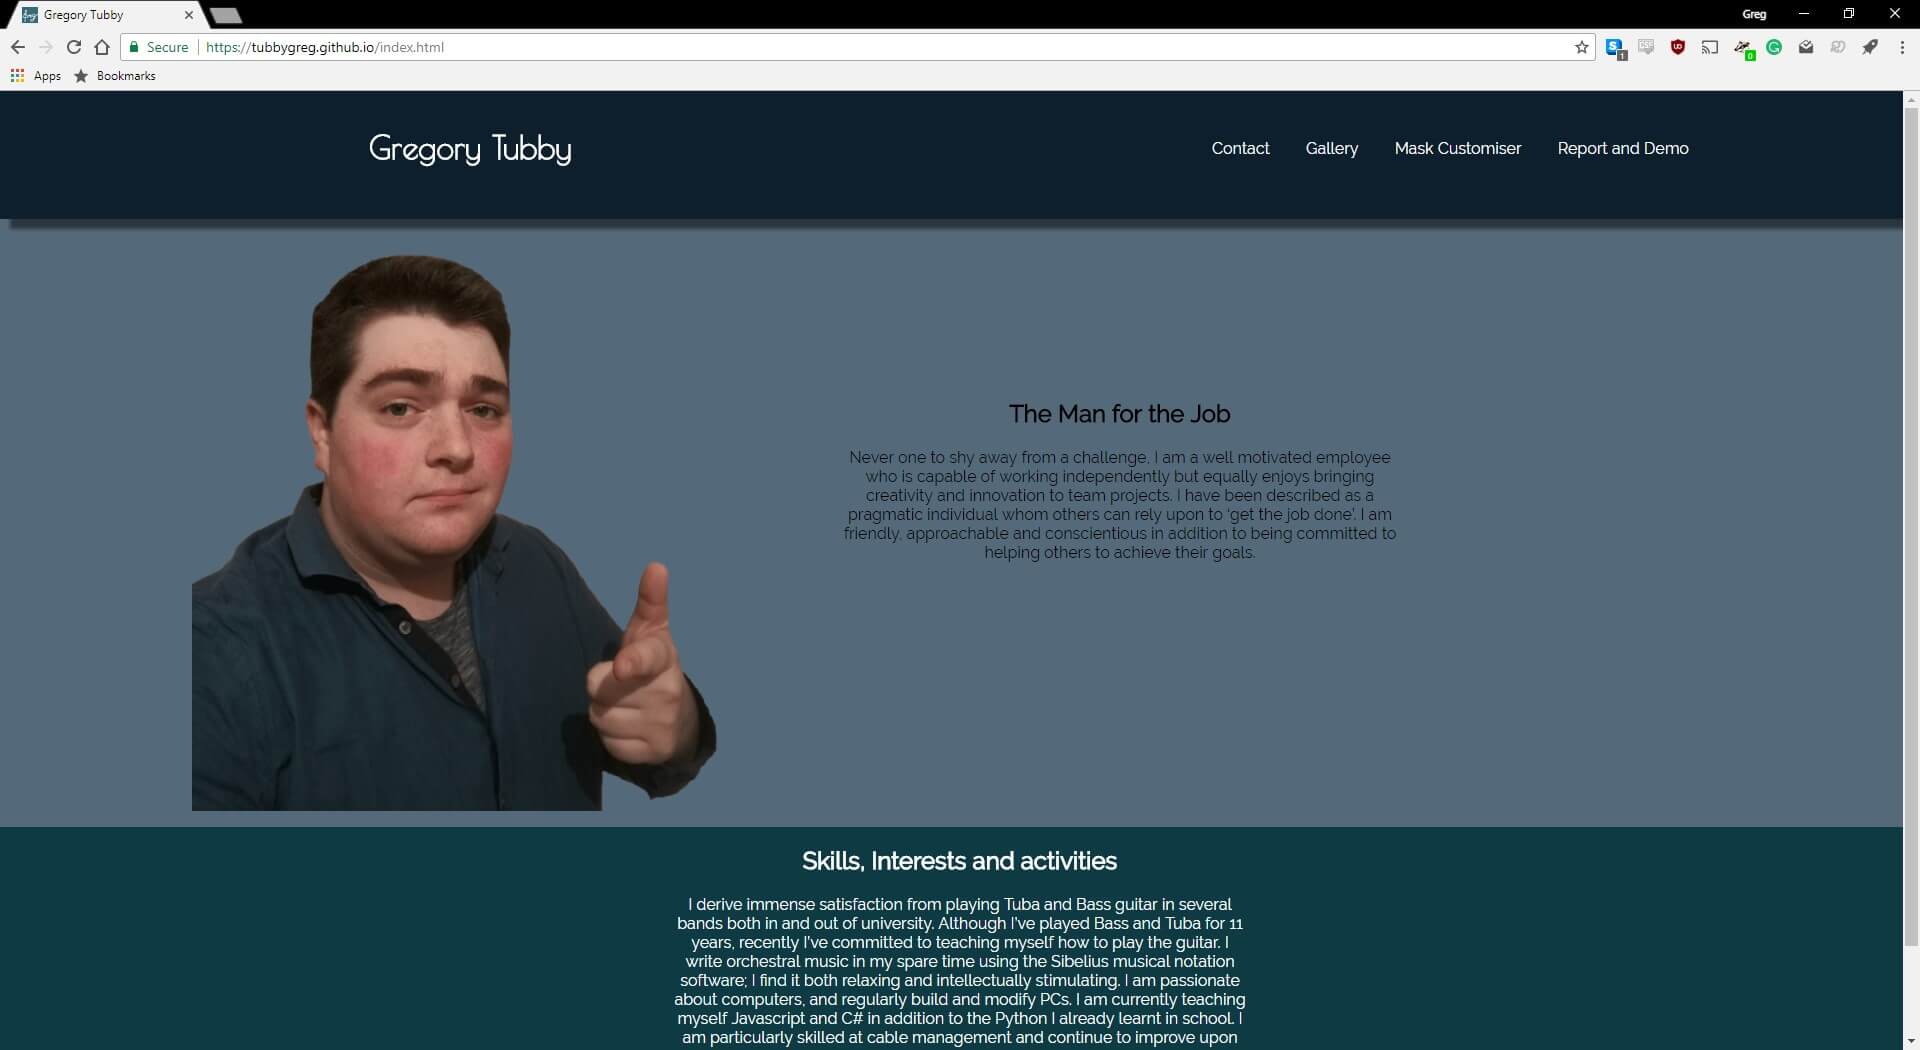 Gregory Tubby
Greg
Secure
https://tubbygreg.github.io/index.html
Apps
Bookmarks
Gregory Tubby
Contact
Gallery
Mask Customiser
Report and Demo
The Man for the Job
Never one to shy away from a challenge, I am a well motivated employee
who is capable of working independently but equally enjoys bringing
creativity and innovation to team projects. I have been described as a
pragmatic individual whom others can rely upon to ‘get the job done’. I am
friendly, approachable and conscientious in addition to being committed to
helping others to achieve their goals.
Skills, Interests and activities
I derive immense satisfaction from playing Tuba and Bass guitar in several
bands both in and out of university. Although I've played Bass and Tuba for 11
years, recently I've committed to teaching myself how to play the guitar. I
write orchestral music in my spare time using the Sibelius musical notation
software; I find it both relaxing and intellectually stimulating. I am passionate
about computers, and regularly build and modify PCs. I am currently teaching
myself Javascript and C# in addition to the Python I already learnt in school. I
am particularly skilled at cable management and continue to improve upon